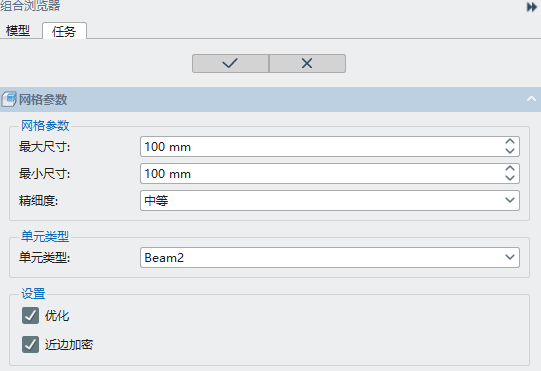 组合浏览器
模型 任务
网格参数
网格参数
最大尺寸: 100 mm
最小尺寸: 100 mm
精细度: 中等
单元类型
单元类型: Beam2
设置
优化
近边加密